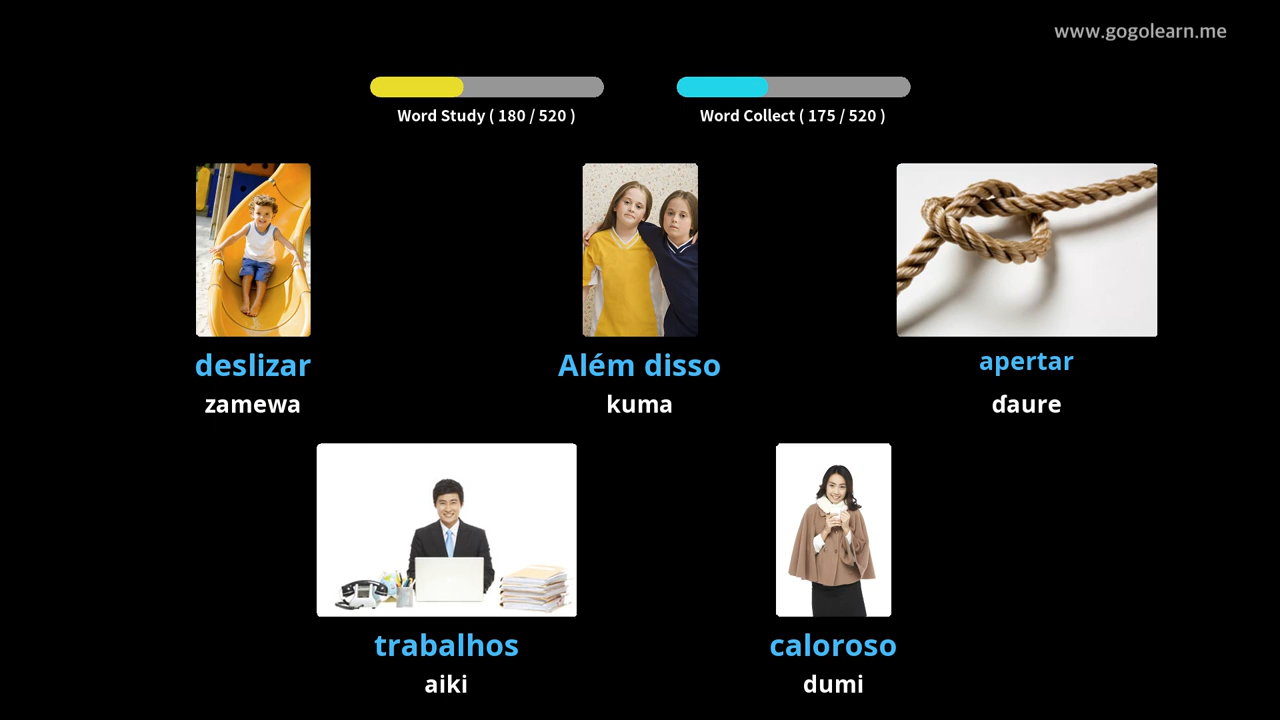 www.gogolearn.me
Word Study ( 180 / 520 )
Word Collect ( 175 / 520 )
deslizar
zamewa
Além disso
kuma
apertar
ɗaure
trabalhos
aiki
caloroso
dumi